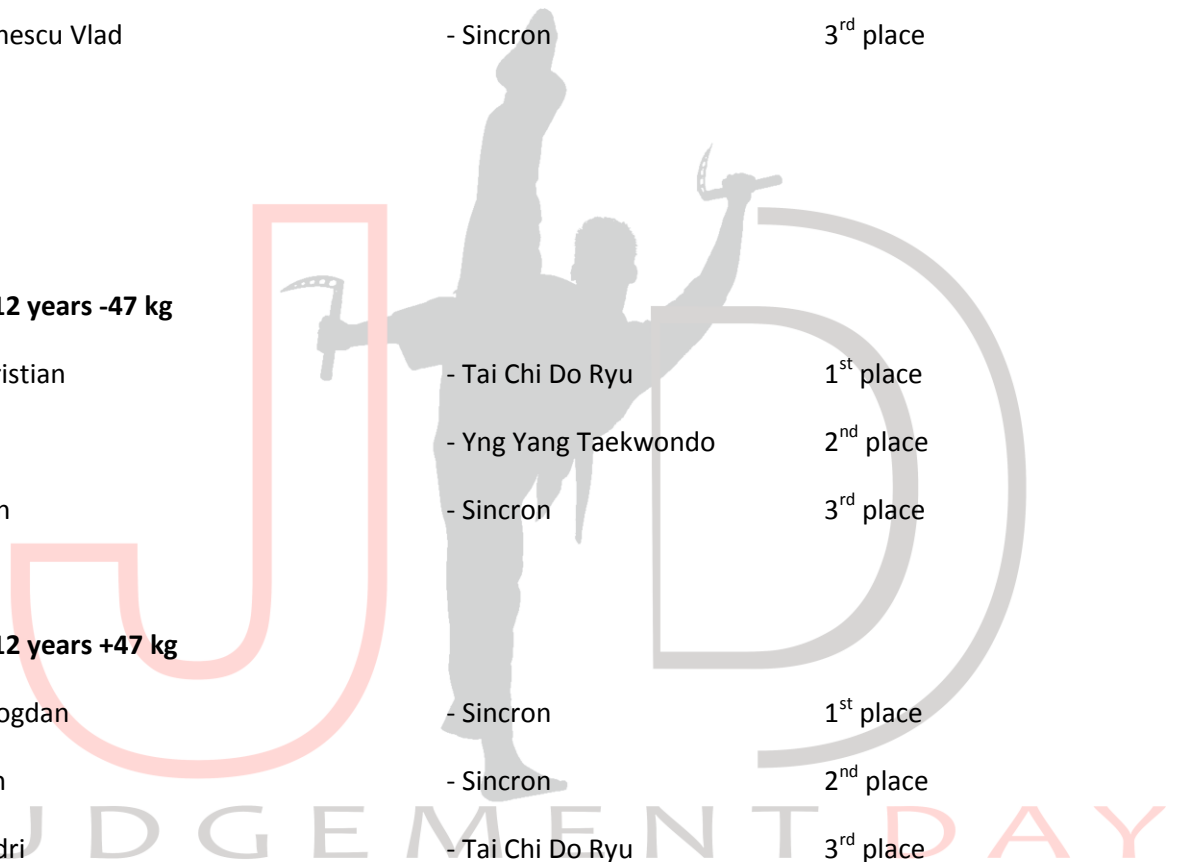 nescu Vlad - Sincron 3rd place
12 years -47 kg
ristian - Tai Chi Do Ryu 1st place
- Yng Yang Taekwondo 2nd place
n - Sincron 3rd place
12 years +47 kg
ogdan - Sincron 1st place
n - Sincron 2nd place
dri - Tai Chi Do Ryu 3rd place
JD
JUDGEMENT DAY